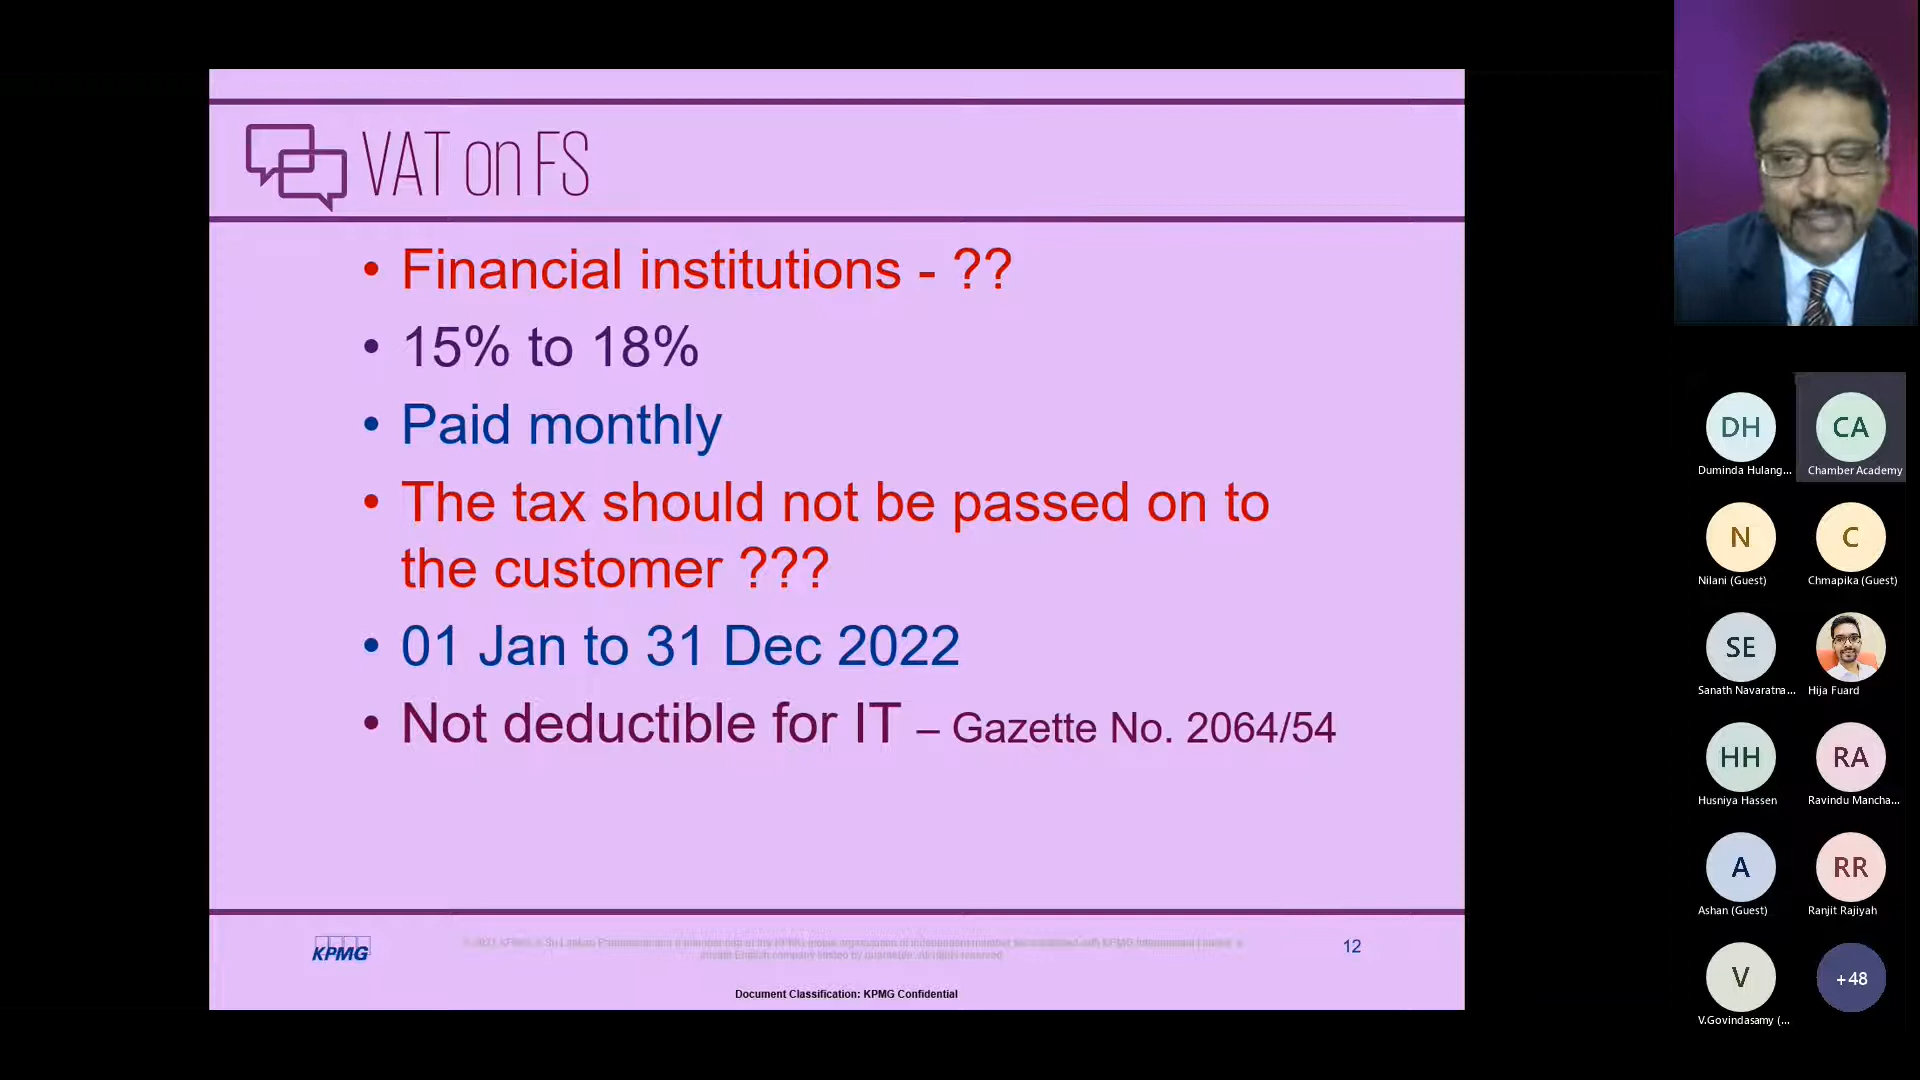 VAT on FS
• Financial institutions - ??
• 15% to 18%
• Paid monthly
• The tax should not be passed on to
the customer ???
• 01 Jan to 31 Dec 2022
• Not deductible for IT – Gazette No. 2064/54
KPMG
12
Document Classification: KPMG Confidential
DH
CA
Duminda Hulang...
Chamber Academy
N
C
Nilani (Guest)
Chmapika (Guest)
SE
Sanath Navaratna...
Hija Fuard
HH
RA
Husniya Hassen
Ravindu Mancha...
A
RR
Ashan (Guest)
Ranjit Rajiyah
V
+48
V.Govindasamy (...